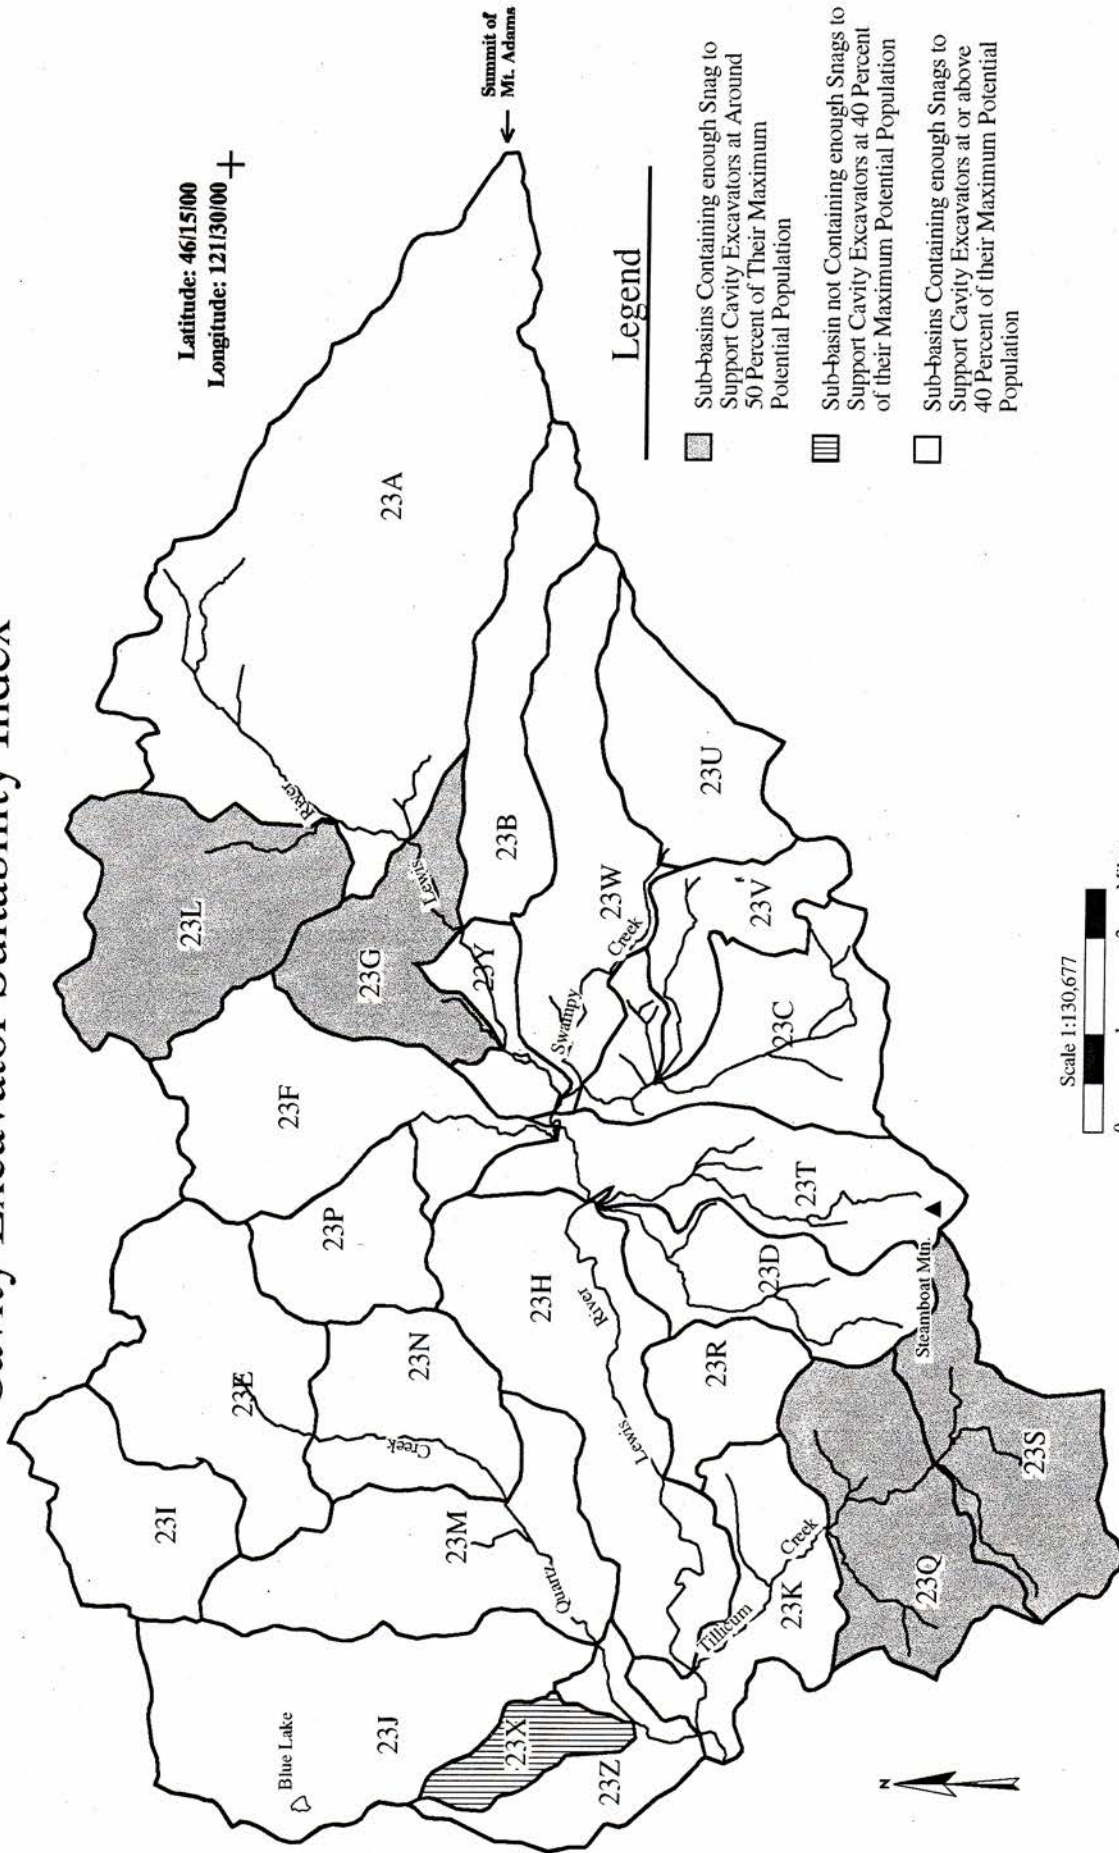 Cavity Excavator Suitability Index
Latitude: 46/15/00
Longitude: 121/30/00
Summit of
Mt. Adams
Legend
Sub-basins Containing enough Snag to
Support Cavity Excavators at Around
50 Percent of Their Maximum
Potential Population
Sub-basin not Containing enough Snags to
Support Cavity Excavators at 40 Percent
of their Maximum Potential Population
Sub-basins Containing enough Snags to
Support Cavity Excavators at or above
40 Percent of their Maximum Potential
Population
23A
River
23L
Lewis
23G
23B
23U
23W
23V
23Y
Creek
Swampy
23C
23F
23P
23T
23H
River
23D
Steamboat Mtn.
23E
23N
23R
Creek
Lewis
23S
23I
23M
Creek
Quartz
23K
23Q
Tillicum
Blue Lake
23J
23X
23Z
N
Scale 1:130,677